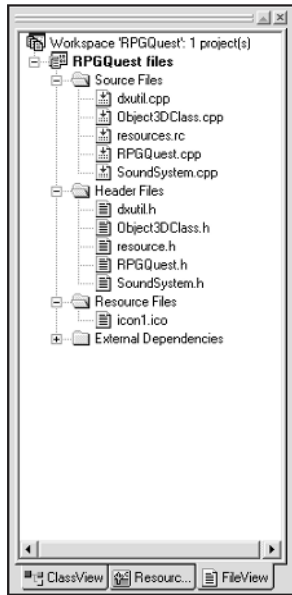 Workspace 'RPGQuest': 1 project(s)
RPGQuest files
Source Files
dxutil.cpp
Object3DClass.cpp
resources.rc
RPGQuest.cpp
SoundSystem.cpp
Header Files
dxutil.h
Object3DClass.h
resource.h
RPGQuest.h
SoundSystem.h
Resource Files
icon1.ico
External Dependencies
ClassView Resourc... FileView